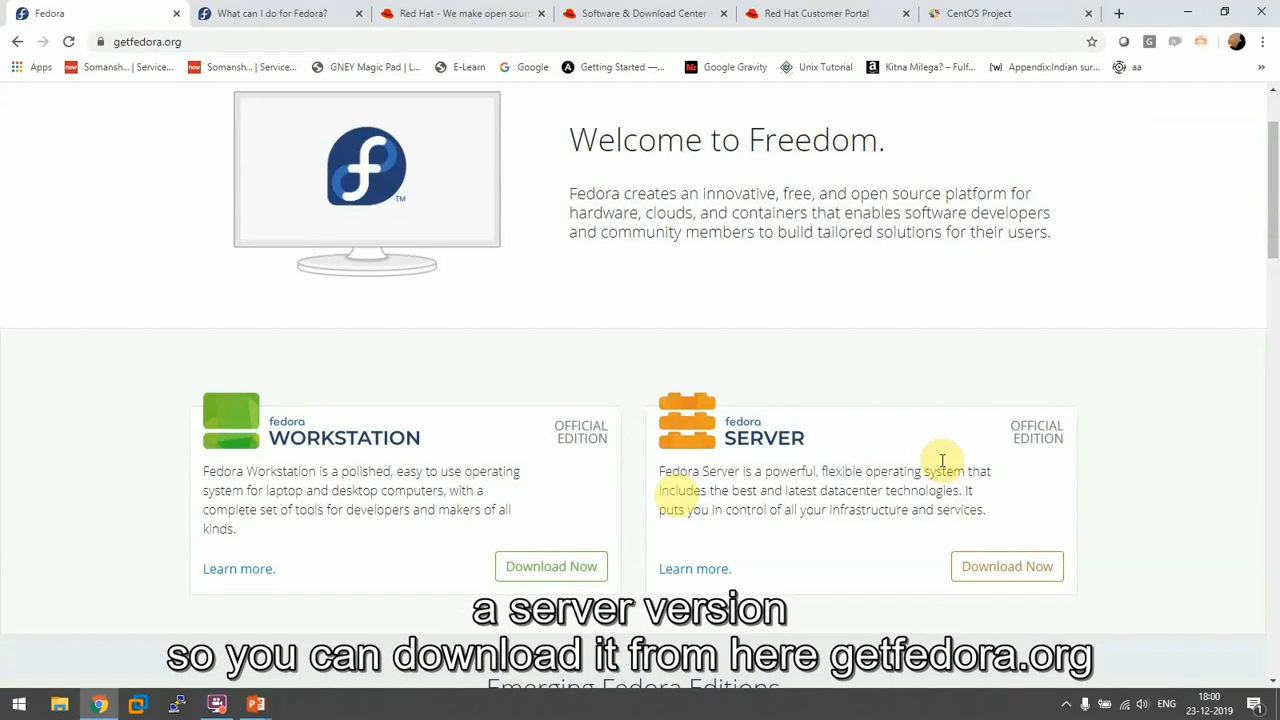 Fedora
What can I do for Fedora?
Red Hat - We make open sour
Software & Download Center
Red Hat Customer Portal
CentOS Project
getfedora.org
Apps
Somansh... | Service...
Somansh... | Service...
GNEY Magic Pad | L...
E-Learn
Google
Getting Started —...
Google Gravity
Unix Tutorial
Kitna Milega? – Fulf...
Appendix:Indian sur...
aa
TM
Welcome to Freedom.
Fedora creates an innovative, free, and open source platform for
hardware, clouds, and containers that enables software developers
and community members to build tailored solutions for their users.
fedora
WORKSTATION
OFFICIAL
EDITION
Fedora Workstation is a polished, easy to use operating
system for laptop and desktop computers, with a
complete set of tools for developers and makers of all
kinds.
Learn more.
Download Now
fedora
SERVER
OFFICIAL
EDITION
Fedora Server is a powerful, flexible operating system that
includes the best and latest datacenter technologies. It
puts you in control of all your infrastructure and services.
Learn more.
Download Now
a server version
so you can download it from here getfedora.org
Emerging Fedora Editions
ENG
18:00
23-12-2019